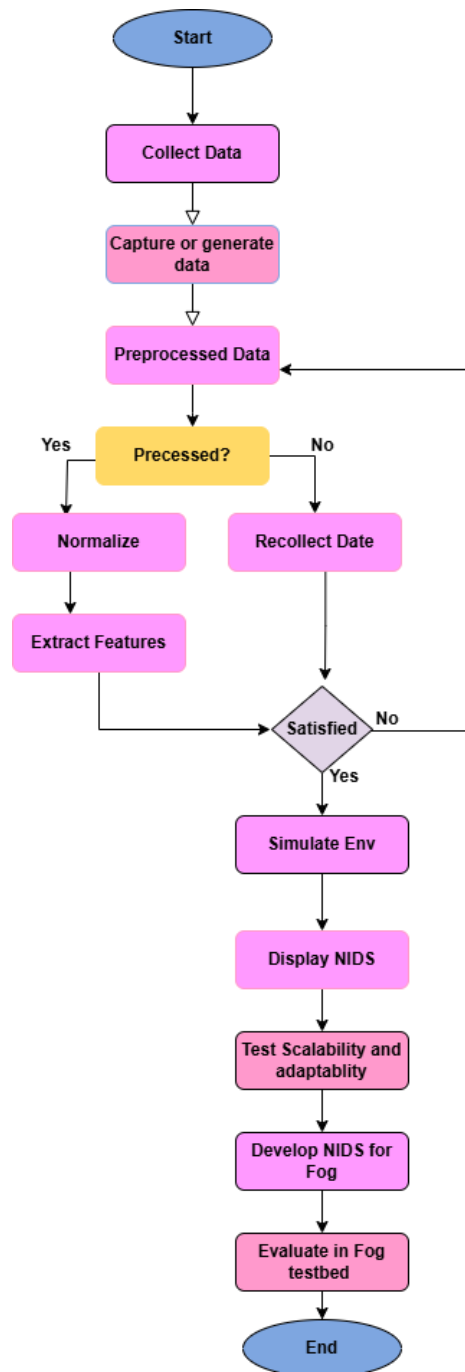 Start
Collect Data
Capture or generate
data
Preprocessed Data
Yes
Precessed?
No
Normalize
Recollect Date
Extract Features
Satisfied
No
Yes
Simulate Env
Display NIDS
Test Scalability and
adaptablity
Develop NIDS for
Fog
Evaluate in Fog
testbed
End